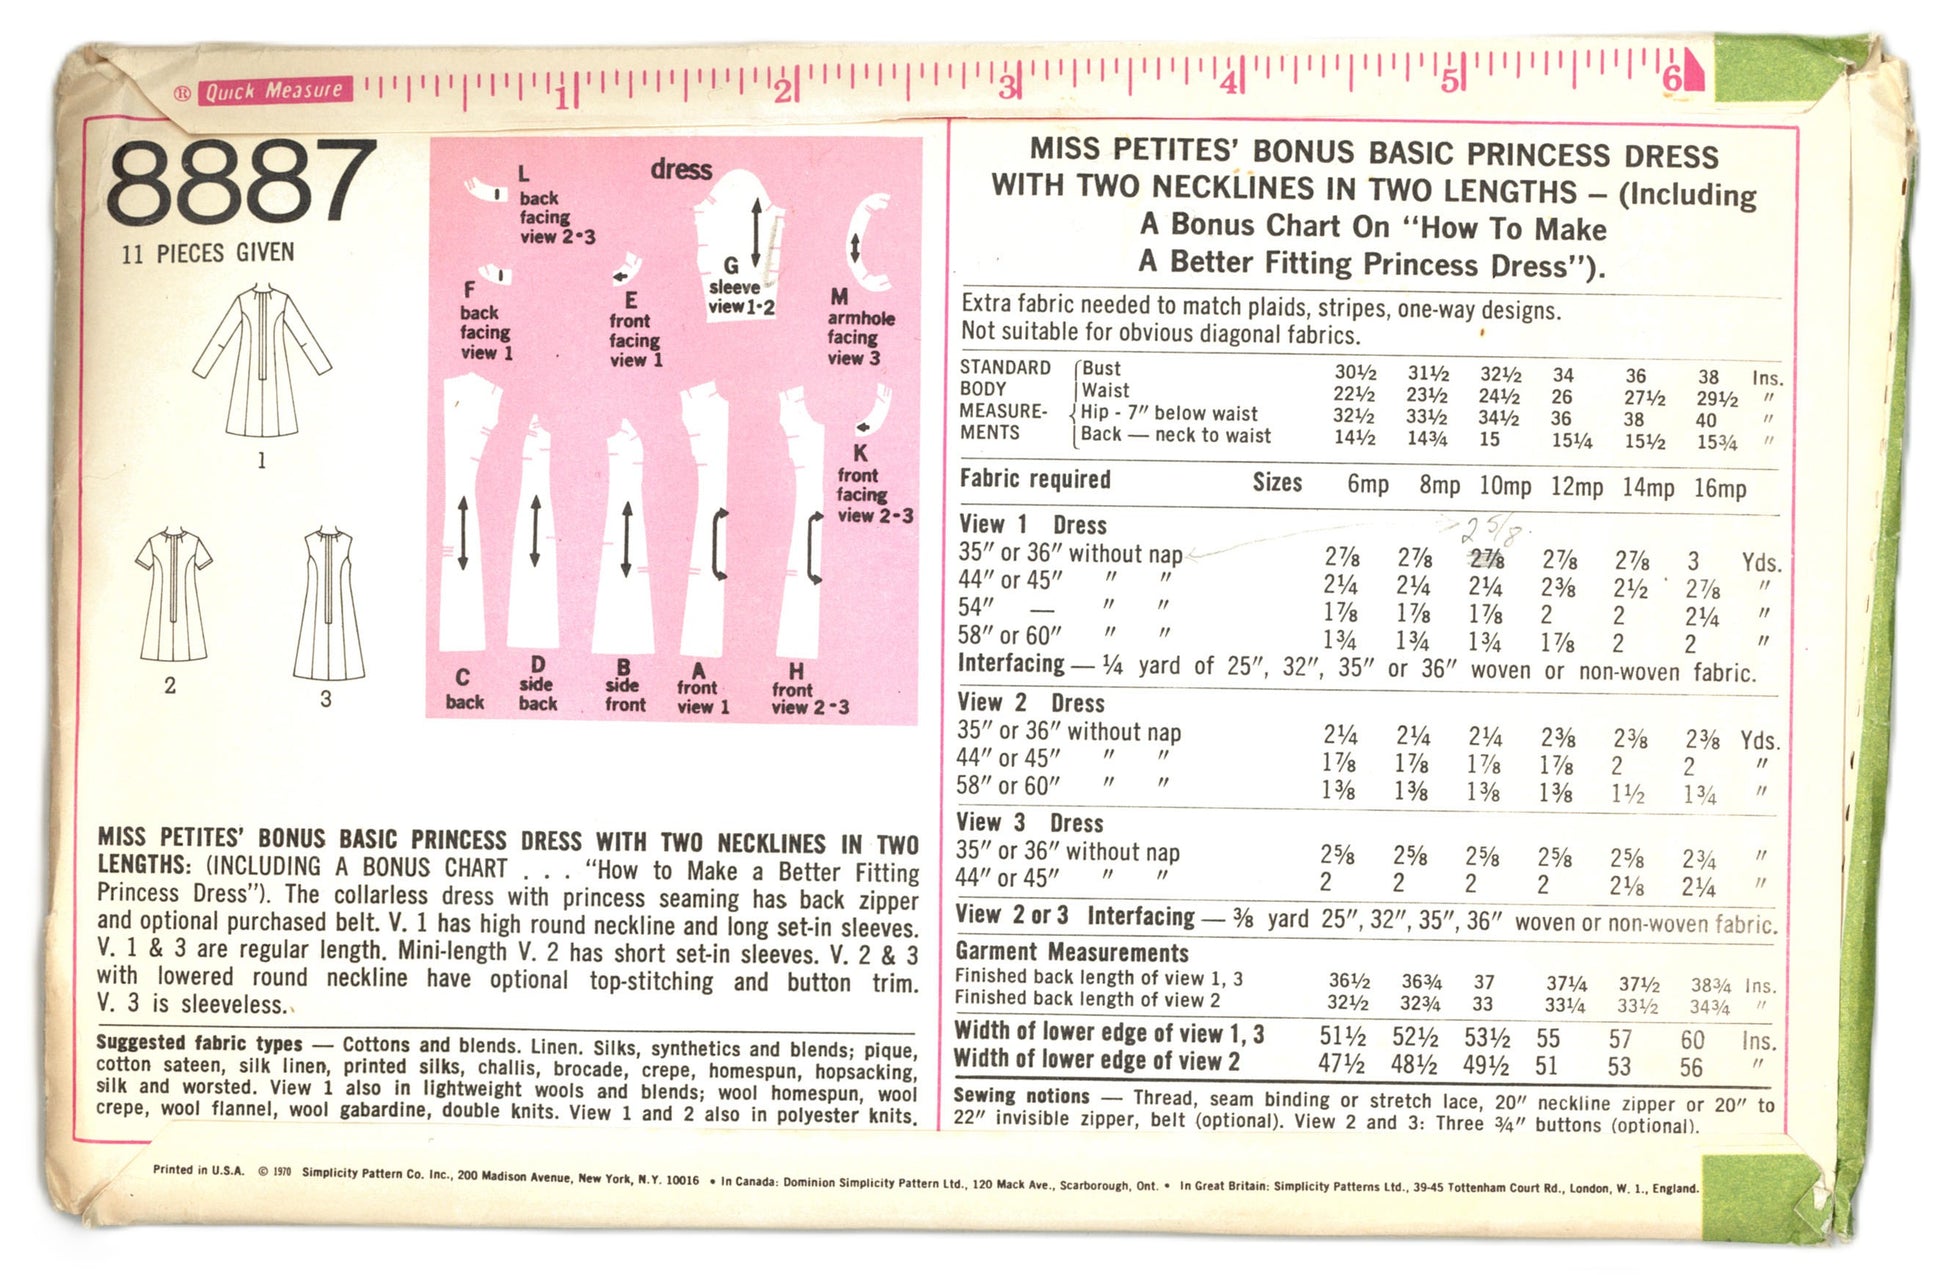 ® Quick Measure 1 2 3 4 5 6
8887
11 PIECES GIVEN
1
2
3
dress
L
back
facing
view 2-3
F
back
facing
view 1
E
front
facing
view 1
G
sleeve
view 1-2
M
armhole
facing
view 3
K
front
facing
view 2-3
C
back
D
side
back
B
side
front
A
front
view 1
H
front
view 2-3
MISS PETITES' BONUS BASIC PRINCESS DRESS WITH TWO NECKLINES IN TWO
LENGTHS: (INCLUDING A BONUS CHART . . . "How to Make a Better Fitting
Princess Dress"). The collarless dress with princess seaming has back zipper
and optional purchased belt. V. 1 has high round neckline and long set-in sleeves.
V. 1 & 3 are regular length. Mini-length V. 2 has short set-in sleeves. V. 2 & 3
with lowered round neckline have optional top-stitching and button trim.
V. 3 is sleeveless.
Suggested fabric types — Cottons and blends. Linen. Silks, synthetics and blends; pique,
cotton sateen, silk linen, printed silks, challis, brocade, crepe, homespun, hopsacking,
silk and worsted. View 1 also in lightweight wools and blends; wool homespun, wool
crepe, wool flannel, wool gabardine, double knits. View 1 and 2 also in polyester knits.
MISS PETITES' BONUS BASIC PRINCESS DRESS
WITH TWO NECKLINES IN TWO LENGTHS – (Including
A Bonus Chart On "How To Make
A Better Fitting Princess Dress").
Extra fabric needed to match plaids, stripes, one-way designs.
Not suitable for obvious diagonal fabrics.
STANDARD Bust 30½ 31½ 32½ 34 36 38 Ins.
BODY Waist 22½ 23½ 24½ 26 27½ 29½ "
MEASURE- Hip - 7" below waist 32½ 33½ 34½ 36 38 40 "
MENTS Back — neck to waist 14½ 14¾ 15 15¼ 15½ 15¾ "
Fabric required Sizes 6mp 8mp 10mp 12mp 14mp 16mp
View 1 Dress 2 5/8
35" or 36" without nap 2⅞ 2⅞ 2⅞ 2⅞ 2⅞ 3 Yds.
44" or 45" " " 2¼ 2¼ 2¼ 2⅜ 2½ 2⅞ "
54" — " " 1⅞ 1⅞ 1⅞ 2 2 2¼ "
58" or 60" " " 1¾ 1¾ 1¾ 1⅞ 2 2 "
Interfacing — ¼ yard of 25", 32", 35" or 36" woven or non-woven fabric.
View 2 Dress
35" or 36" without nap 2¼ 2¼ 2¼ 2⅜ 2⅜ 2⅜ Yds.
44" or 45" " " 1⅞ 1⅞ 1⅞ 1⅞ 2 2 "
58" or 60" " " 1⅜ 1⅜ 1⅜ 1⅜ 1½ 1¾ "
View 3 Dress
35" or 36" without nap 2⅝ 2⅝ 2⅝ 2⅝ 2⅝ 2¾ "
44" or 45" " " 2 2 2 2 2⅛ 2¼ "
View 2 or 3 Interfacing — ⅜ yard 25", 32", 35", 36" woven or non-woven fabric.
Garment Measurements
Finished back length of view 1, 3 36½ 36¾ 37 37¼ 37½ 38¾ Ins.
Finished back length of view 2 32½ 32¾ 33 33¼ 33½ 34¾ "
Width of lower edge of view 1, 3 51½ 52½ 53½ 55 57 60 Ins.
Width of lower edge of view 2 47½ 48½ 49½ 51 53 56 "
Sewing notions — Thread, seam binding or stretch lace, 20" neckline zipper or 20" to
22" invisible zipper, belt (optional). View 2 and 3: Three ¾" buttons (optional).
Printed in U.S.A. © 1970 Simplicity Pattern Co. Inc., 200 Madison Avenue, New York, N.Y. 10016 • In Canada: Dominion Simplicity Pattern Ltd., 120 Mack Ave., Scarborough, Ont. • In Great Britain: Simplicity Patterns Ltd., 39-45 Tottenham Court Rd., London, W. 1., England.